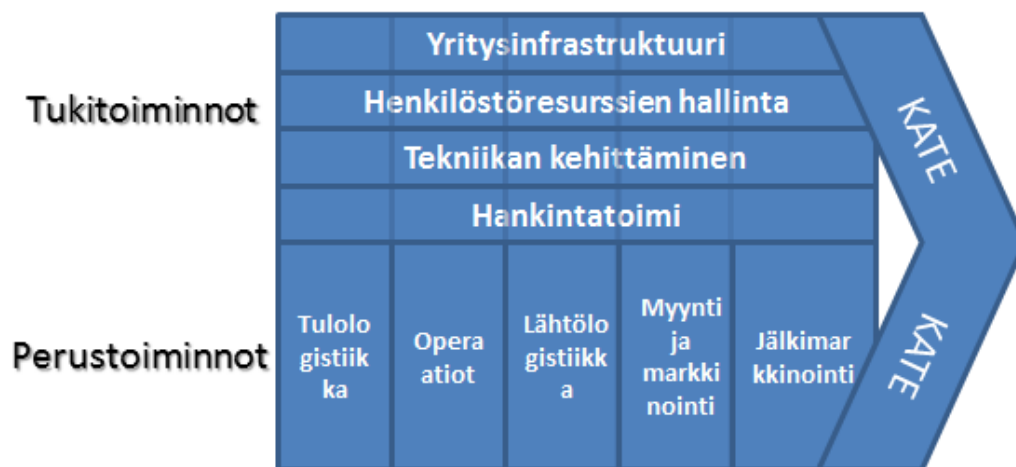 Yritysinfrastruktuuri
Tukitoiminnot
Henkilöstöresurssien hallinta
Tekniikan kehittäminen
Hankintatoimi
KATE
Perustoiminnot
Tulolo
gistiik
ka
Opera
atiot
Lähtölo
gistiikk
a
Myynti
ja
markki
nointi
Jälkimar
kkinointi
KATE